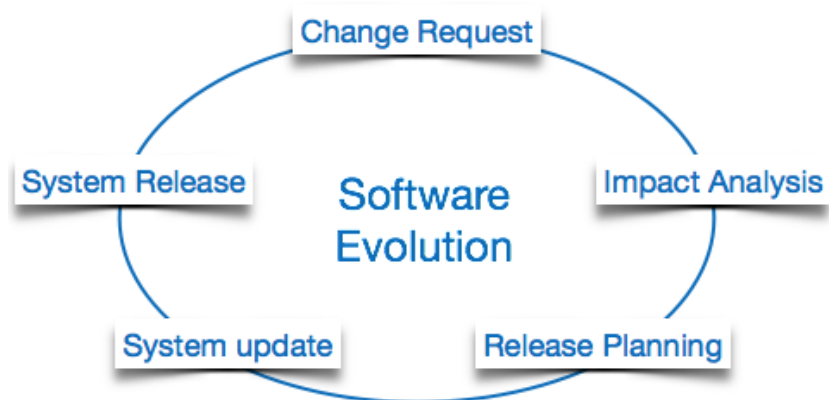 Change Request
System Release
Impact Analysis
Software
Evolution
System update
Release Planning